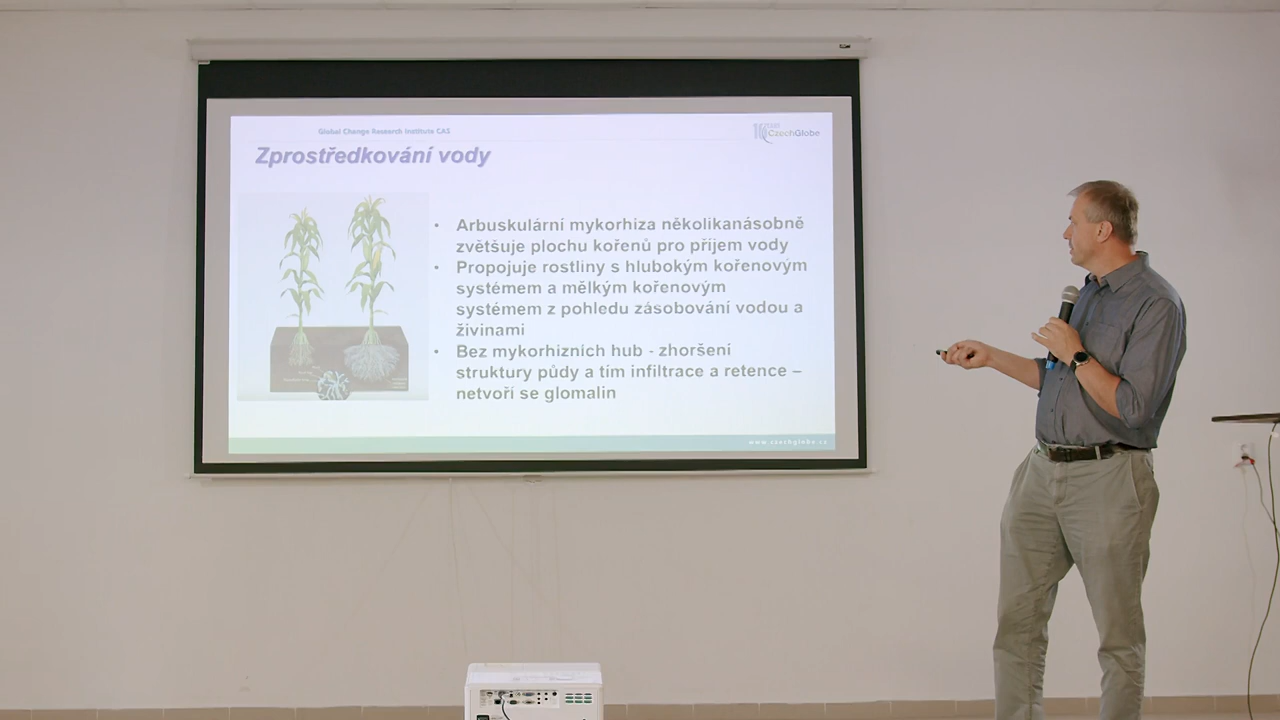 Global Change Research Institute CAS
CzechGlobe
Zprostředkování vody
• Arbuskulární mykorhiza několikanásobně
zvětšuje plochu kořenů pro příjem vody
• Propojuje rostliny s hlubokým kořenovým
systémem a mělkým kořenovým
systémem z pohledu zásobování vodou a
živinami
• Bez mykorhizních hub - zhoršení
struktury půdy a tím infiltrace a retence –
netvoří se glomalin
www.czechglobe.cz